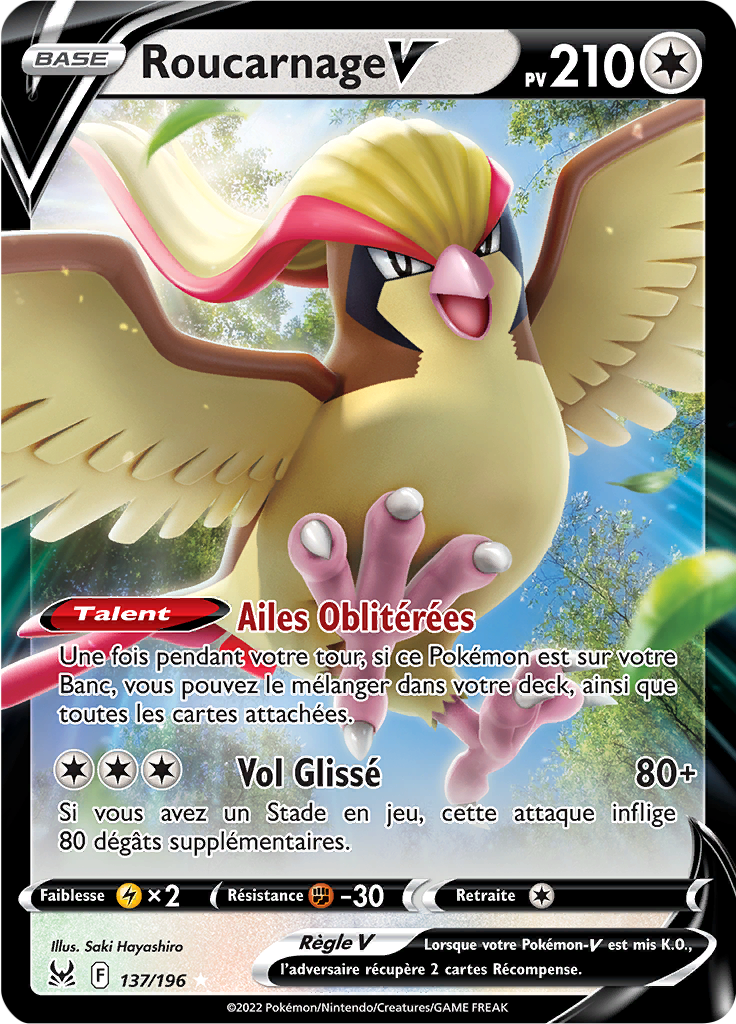 BASE Roucarnage V PV 210
Talent Ailes Oblitérées
Une fois pendant votre tour, si ce Pokémon est sur votre
Banc, vous pouvez le mélanger dans votre deck, ainsi que
toutes les cartes attachées.
Vol Glissé 80+
Si vous avez un Stade en jeu, cette attaque inflige
80 dégâts supplémentaires.
Faiblesse ×2 Résistance -30 Retraite
Illus. Saki Hayashiro
Règle V Lorsque votre Pokémon-V est mis K.O.,
l'adversaire récupère 2 cartes Récompense.
F 137/196
©2022 Pokémon/Nintendo/Creatures/GAME FREAK